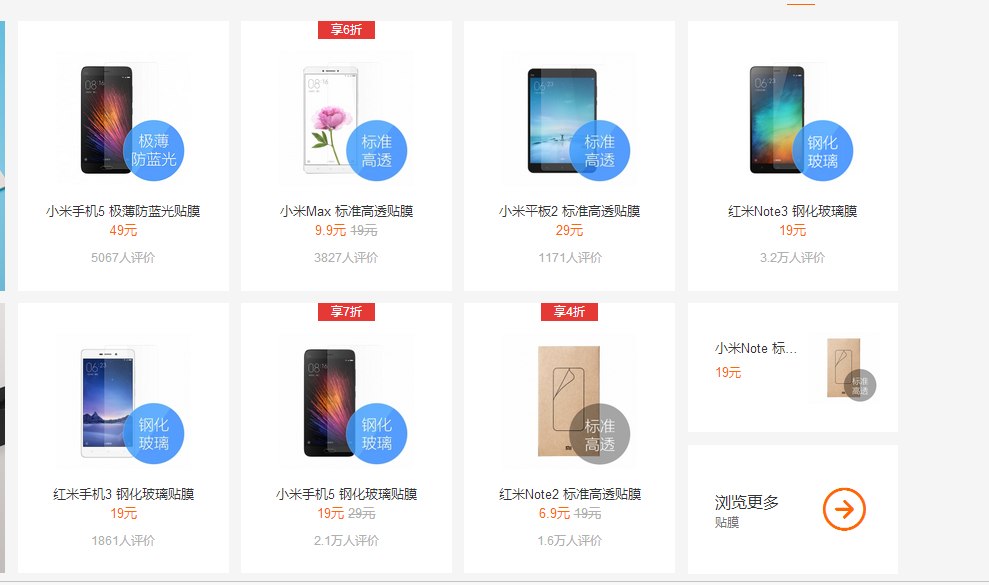 极薄
防蓝光
小米手机5 极薄防蓝光贴膜
49元
5067人评价
享6折
标准
高透
小米Max 标准高透贴膜
9.9元 19元
3827人评价
标准
高透
小米平板2 标准高透贴膜
29元
1171人评价
钢化
玻璃
红米Note3 钢化玻璃贴膜
19元
3.2万人评价
钢化
玻璃
红米手机3 钢化玻璃贴膜
19元
1861人评价
享7折
钢化
玻璃
小米手机5 钢化玻璃贴膜
19元 29元
2.1万人评价
享4折
标准
高透
红米Note2 标准高透贴膜
6.9元 19元
1.6万人评价
小米Note 标...
19元
标准
高透
浏览更多
贴膜